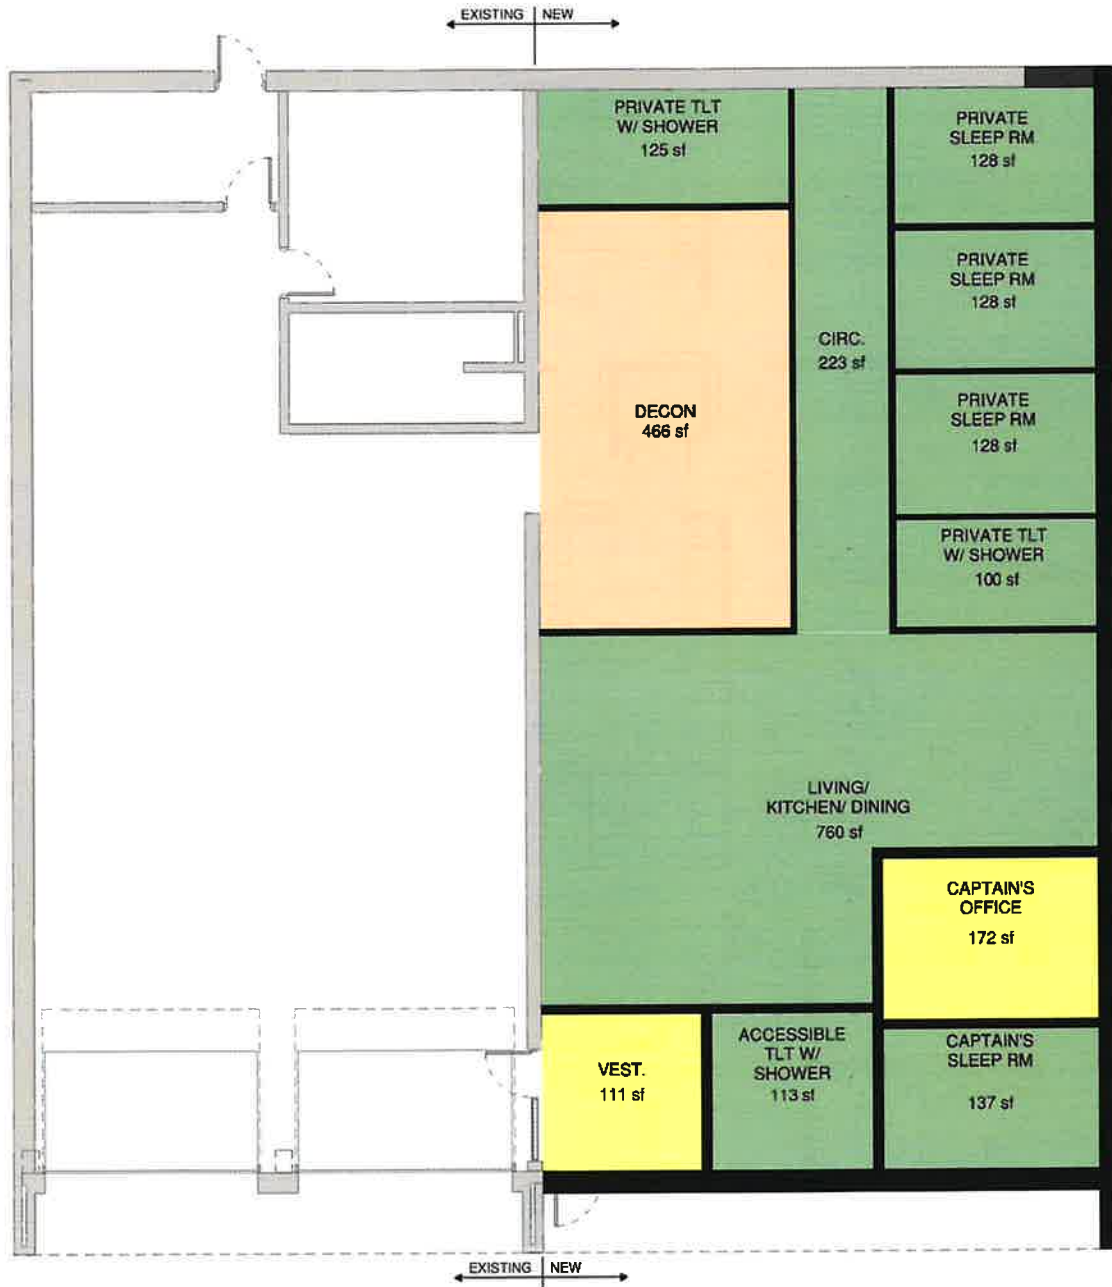 EXISTING NEW
PRIVATE TLT
W/ SHOWER
125 sf
PRIVATE
SLEEP RM
128 sf
PRIVATE
SLEEP RM
128 sf
CIRC.
223 sf
DECON
466 sf
PRIVATE
SLEEP RM
128 sf
PRIVATE TLT
W/ SHOWER
100 sf
LIVING/
KITCHEN/ DINING
760 sf
CAPTAIN'S
OFFICE
172 sf
VEST.
111 sf
ACCESSIBLE
TLT W/
SHOWER
113 sf
CAPTAIN'S
SLEEP RM
137 sf
EXISTING NEW